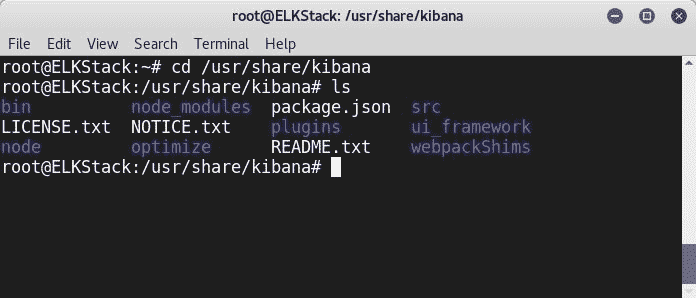 root@ELKStack: /usr/share/kibana
File Edit View Search Terminal Help
root@ELKStack:~# cd /usr/share/kibana
root@ELKStack:/usr/share/kibana# ls
bin node_modules package.json src
LICENSE.txt NOTICE.txt plugins ui_framework
node optimize README.txt webpackShims
root@ELKStack:/usr/share/kibana#